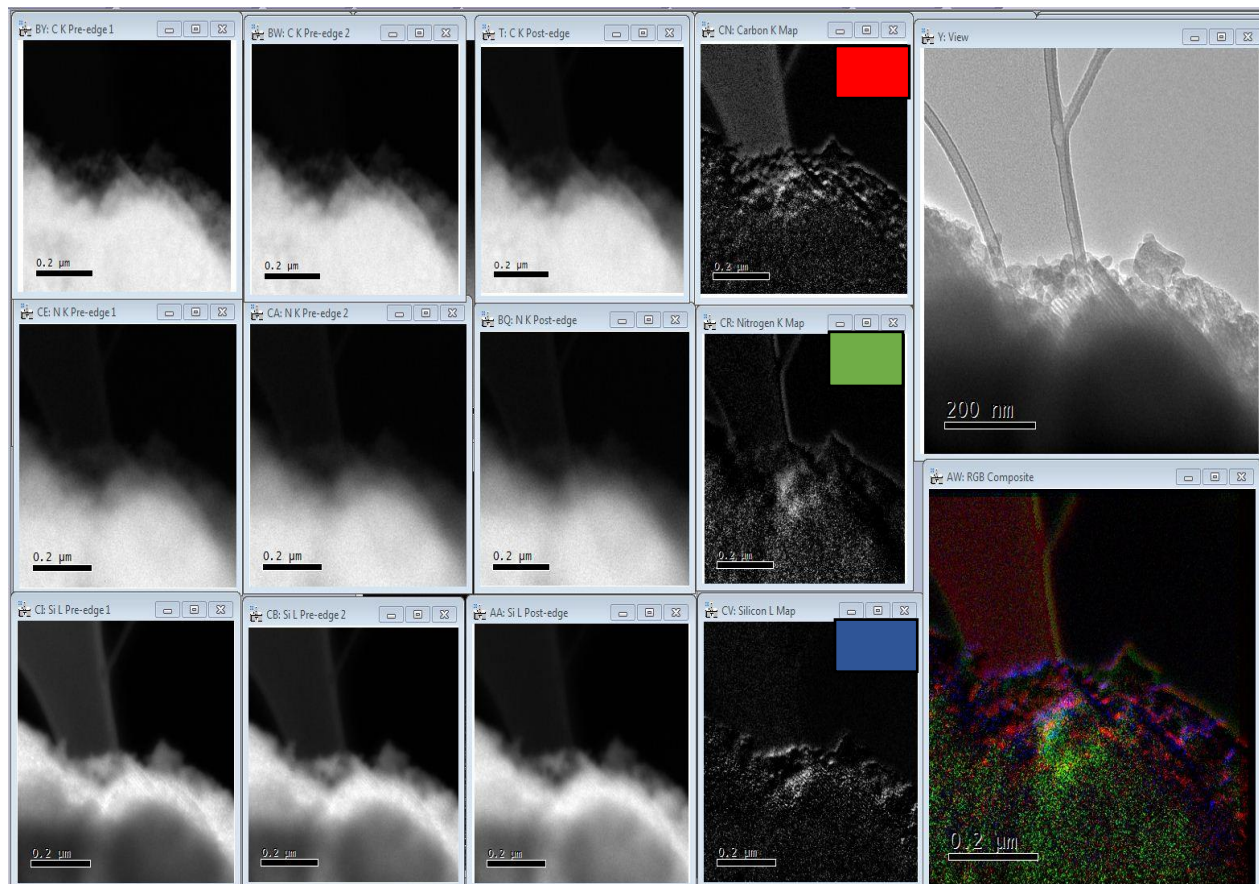 BY: C K Pre-edge 1
BW: C K Pre-edge 2
T: C K Post-edge
CN: Carbon K Map
Y: View
0.2 µm
0.2 µm
0.2 µm
0.2 µm
CE: N K Pre-edge 1
CA: N K Pre-edge 2
BQ: N K Post-edge
CR: Nitrogen K Map
200 nm
AW: RGB Composite
0.2 µm
0.2 µm
0.2 µm
0.2 µm
CI: Si L Pre-edge 1
CB: Si L Pre-edge 2
AA: Si L Post-edge
CV: Silicon L Map
0.2 µm
0.2 µm
0.2 µm
0.2 µm
0.2 µm